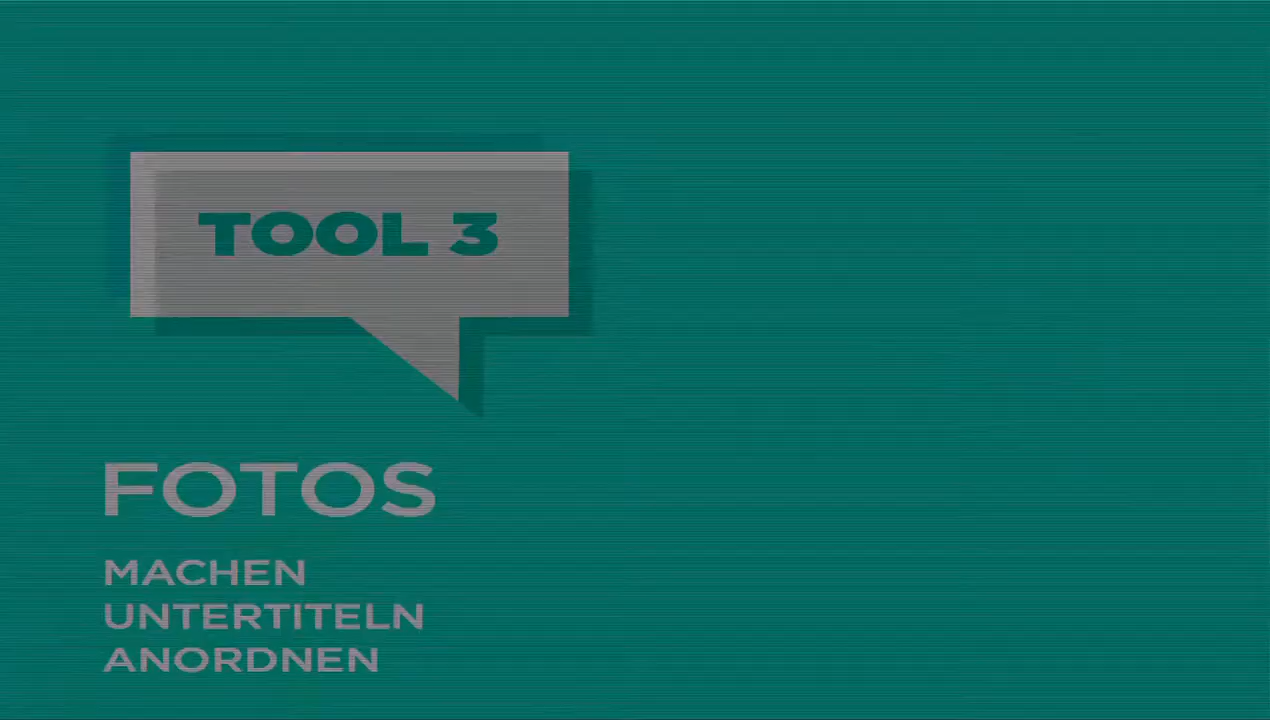 TOOL 3
FOTOS
MACHEN
UNTERTITELN
ANORDNEN